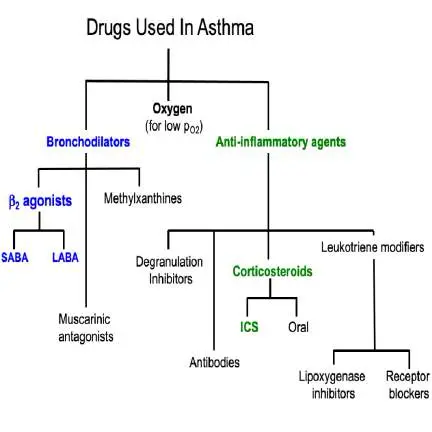 Drugs Used In Asthma
Oxygen
(for low pO2)
Bronchodilators
Anti-inflammatory agents
β2 agonists
Methylxanthines
SABA
LABA
Muscarinic
antagonists
Degranulation
Inhibitors
Antibodies
Corticosteroids
ICS
Oral
Leukotriene modifiers
Lipoxygenase
inhibitors
Receptor
blockers